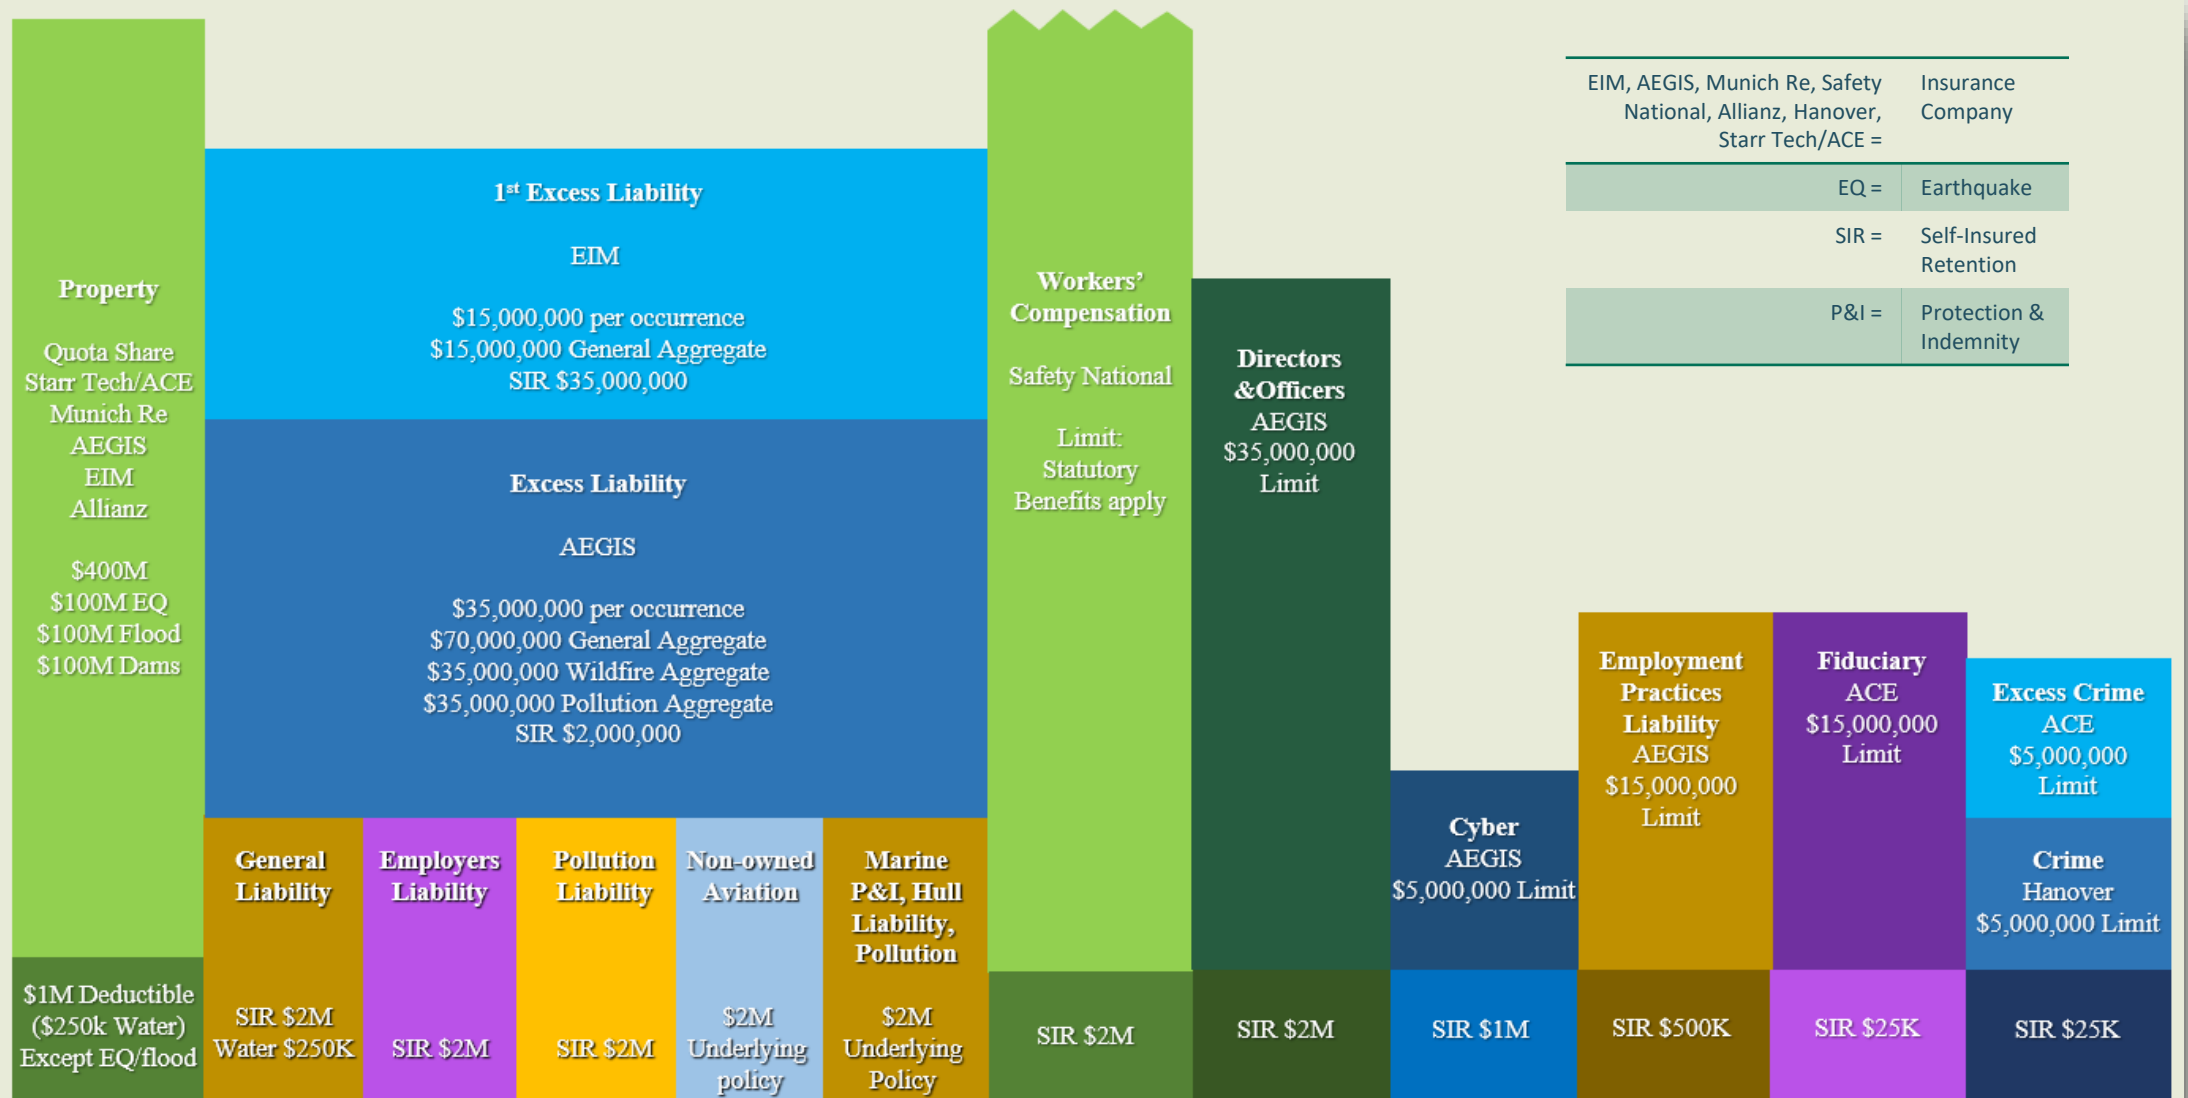 Property
Quota Share
Starr Tech/ACE
Munich Re
AEGIS
EIM
Allianz
$400M
$100M EQ
$100M Flood
$100M Dams
$1M Deductible
($250k Water)
Except EQ/flood
1st Excess Liability
EIM
$15,000,000 per occurrence
$15,000,000 General Aggregate
SIR $35,000,000
Excess Liability
AEGIS
$35,000,000 per occurrence
$70,000,000 General Aggregate
$35,000,000 Wildfire Aggregate
$35,000,000 Pollution Aggregate
SIR $2,000,000
General
Liability
SIR $2M
Water $250K
Employers
Liability
SIR $2M
Pollution
Liability
SIR $2M
Non-owned
Aviation
$2M
Underlying
policy
Marine
P&I, Hull
Liability,
Pollution
$2M
Underlying
Policy
Workers’
Compensation
Safety National
Limit:
Statutory
Benefits apply
SIR $2M
Directors
&Officers
AEGIS
$35,000,000
Limit
SIR $2M
Cyber
AEGIS
$5,000,000 Limit
SIR $1M
Employment
Practices
Liability
AEGIS
$15,000,000
Limit
SIR $500K
Fiduciary
ACE
$15,000,000
Limit
SIR $25K
Excess Crime
ACE
$5,000,000
Limit
Crime
Hanover
$5,000,000 Limit
SIR $25K
EIM, AEGIS, Munich Re, Safety
National, Allianz, Hanover,
Starr Tech/ACE =
Insurance
Company
EQ =
Earthquake
SIR =
Self-Insured
Retention
P&I =
Protection &
Indemnity